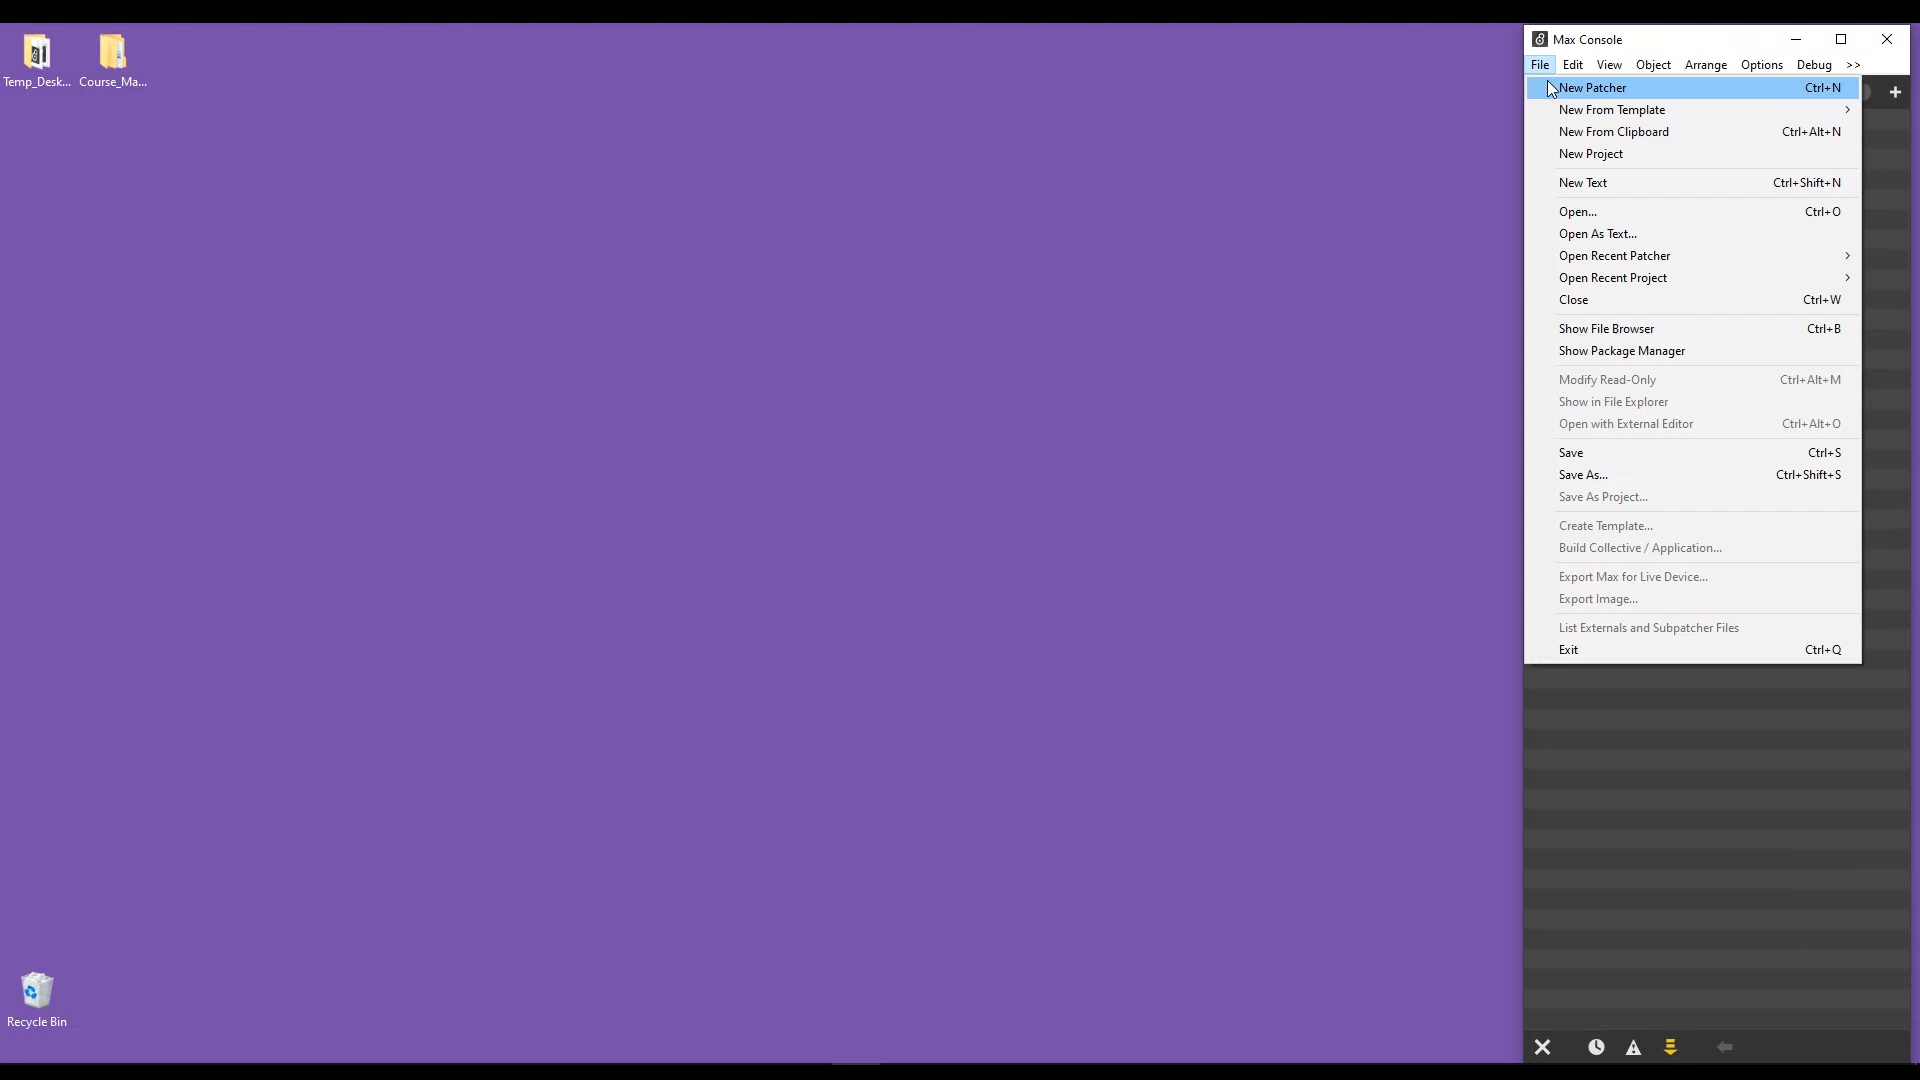 Temp_Desk... Course_Ma...
Recycle Bin
Max Console
File Edit View Object Arrange Options Debug >>
New Patcher Ctrl+N
New From Template
New From Clipboard Ctrl+Alt+N
New Project
New Text Ctrl+Shift+N
Open... Ctrl+O
Open As Text...
Open Recent Patcher
Open Recent Project
Close Ctrl+W
Show File Browser Ctrl+B
Show Package Manager
Modify Read-Only Ctrl+Alt+M
Show in File Explorer
Open with External Editor Ctrl+Alt+O
Save Ctrl+S
Save As... Ctrl+Shift+S
Save As Project...
Create Template...
Build Collective / Application...
Export Max for Live Device...
Export Image...
List Externals and Subpatcher Files
Exit Ctrl+Q